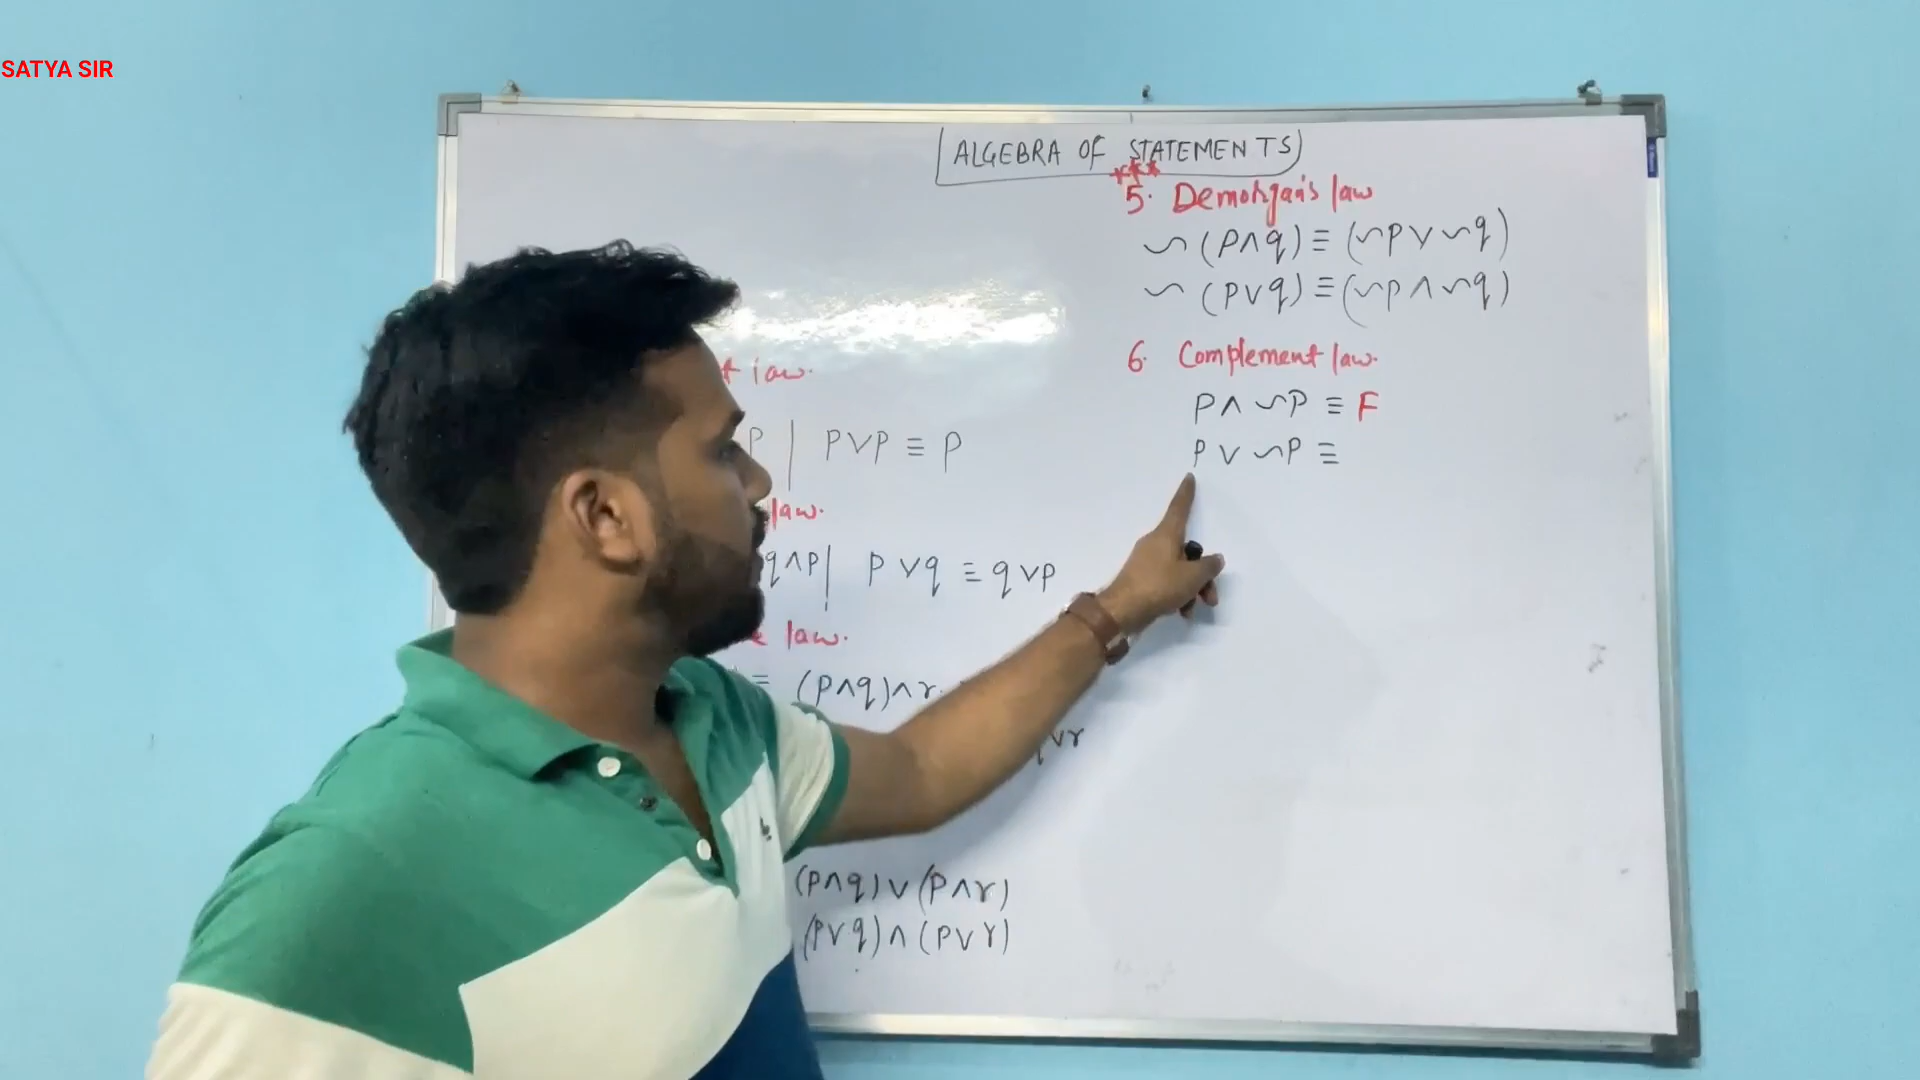 SATYA SIR
ALGEBRA OF STATEMENTS
law.
P | P∨P ≡ P
law.
q∧p | P∨q ≡ q∨p
law.
≡ (P∧q)∧r
q∨r
(P∧q)∨(P∧r)
(P∨q)∧(P∨r)
***
5. Demorgan's law
~(P∧q) ≡ (~P∨~q)
~(P∨q) ≡ (~P∧~q)
6. Complement law.
P∧~P ≡ F
P∨~P ≡